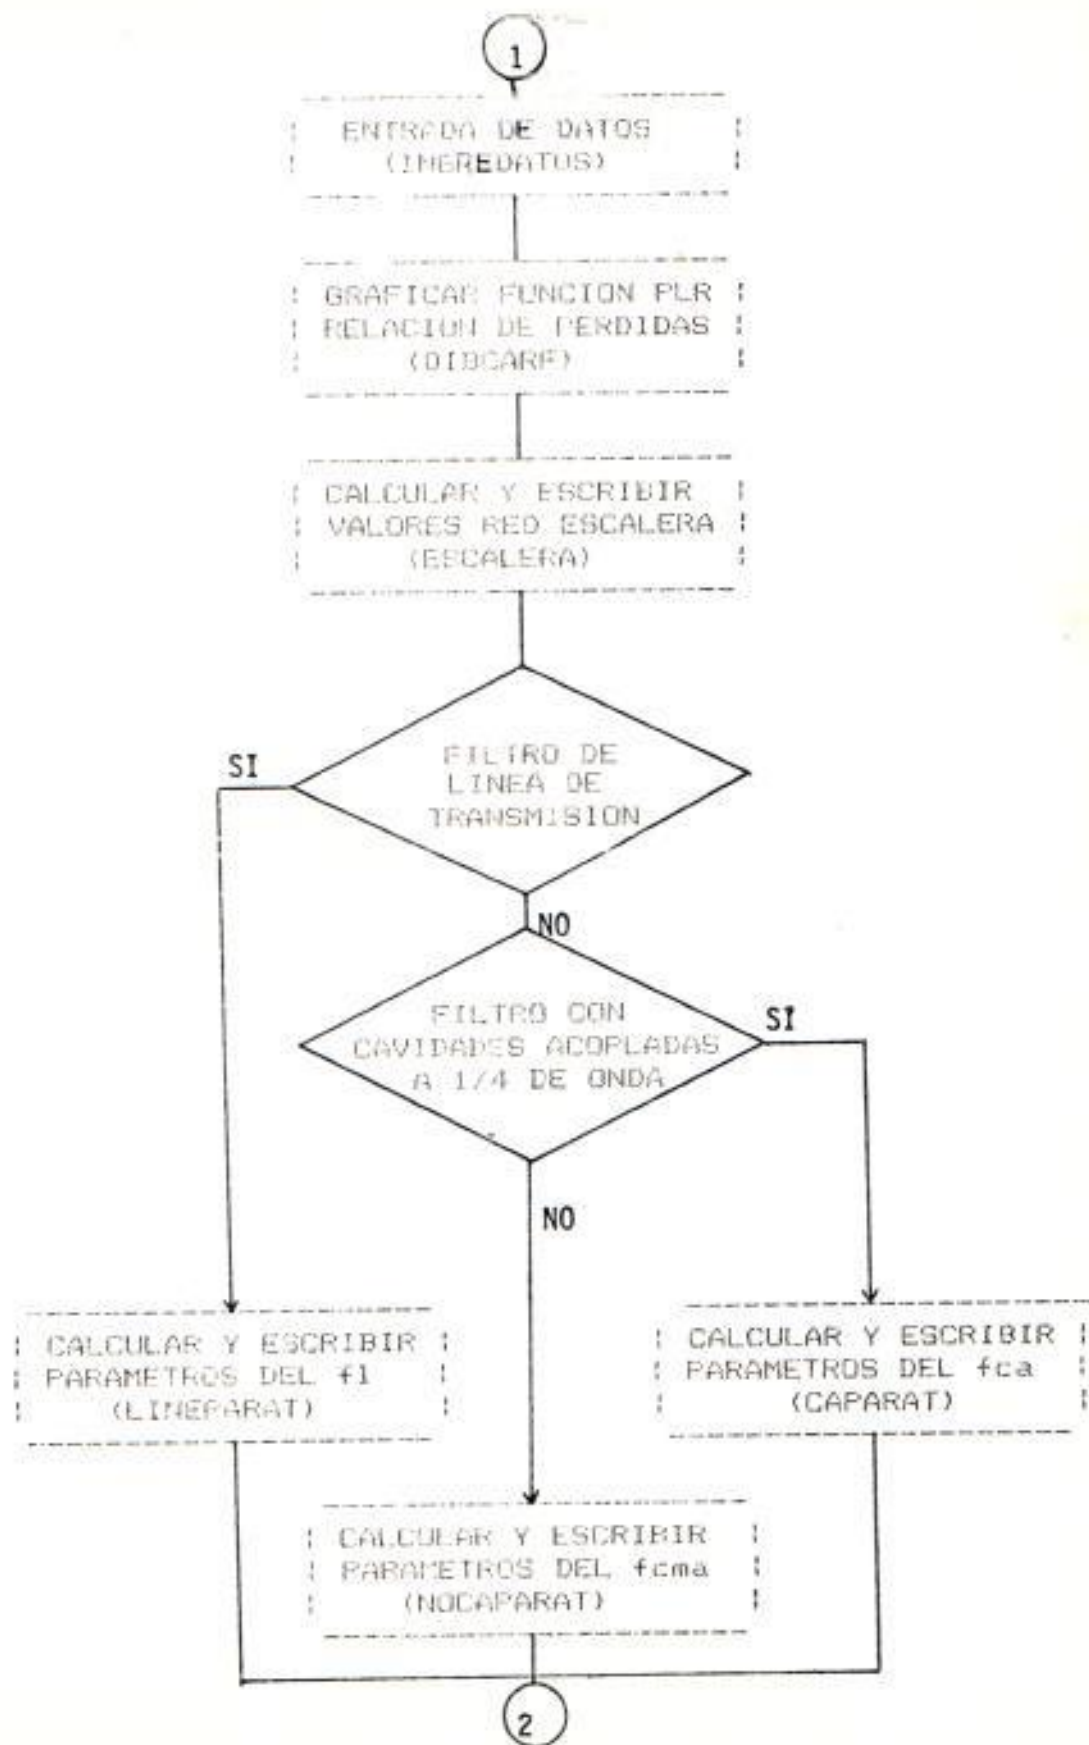 1
ENTRADA DE DATOS
(INGREDATOS)
GRAFICAR FUNCION PLR
RELACION DE PERDIDAS
(DIBCARF)
CALCULAR Y ESCRIBIR
VALORES RED ESCALERA
(ESCALERA)
FILTRO DE
LINEA DE
TRANSMISION
SI
NO
FILTRO CON
CAVIDADES ACOPLADAS
A 1/4 DE ONDA
SI
NO
CALCULAR Y ESCRIBIR
PARAMETROS DEL fl
(LINEPARAT)
CALCULAR Y ESCRIBIR
PARAMETROS DEL fca
(CAPARAT)
CALCULAR Y ESCRIBIR
PARAMETROS DEL fcma
(NOCAPARAT)
2